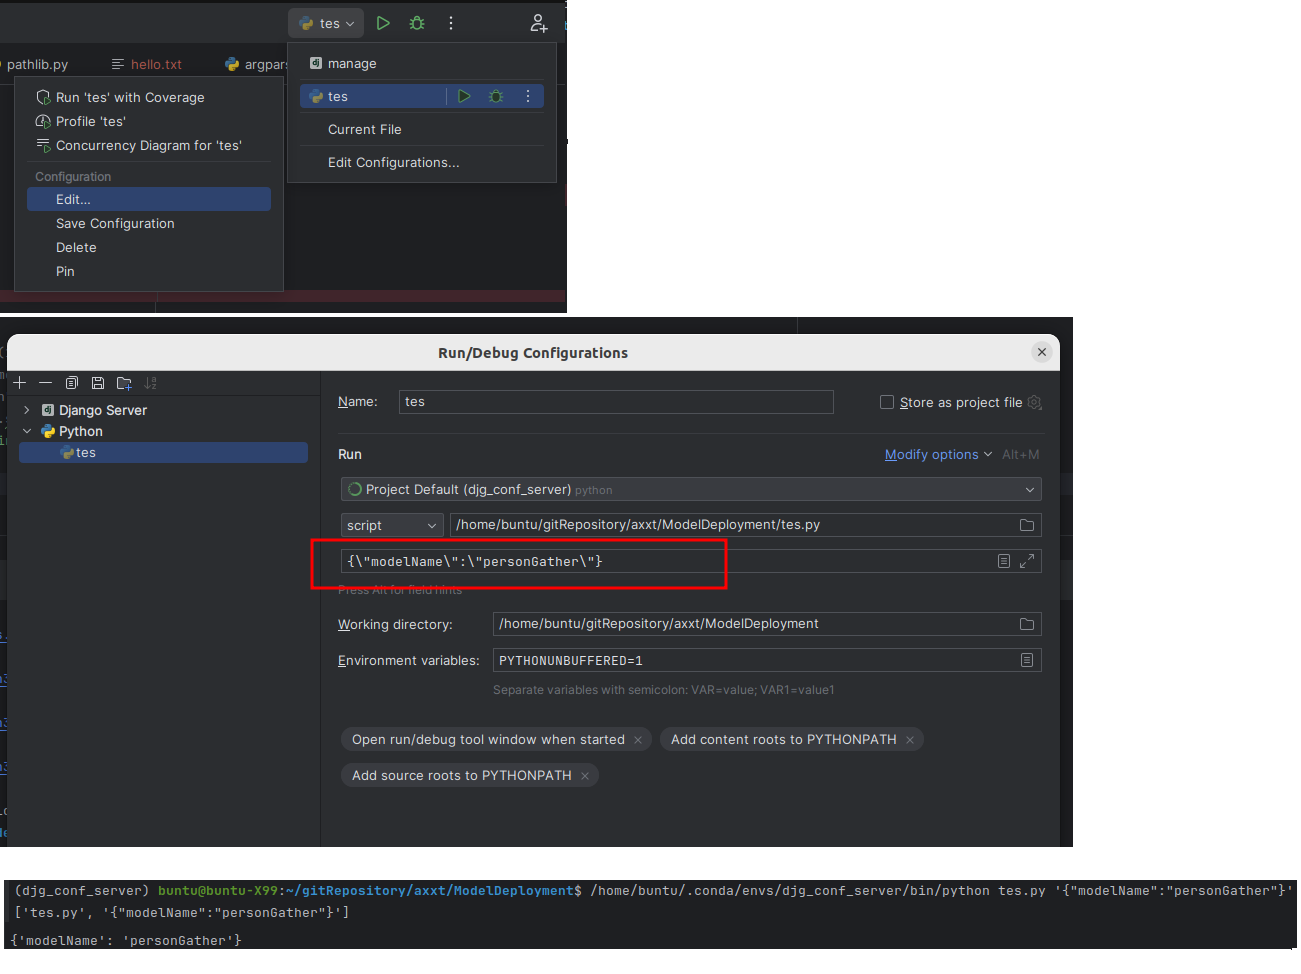 tes
pathlib.py
hello.txt
argpars
manage
Run 'tes' with Coverage
tes
Profile 'tes'
Current File
Concurrency Diagram for 'tes'
Edit Configurations...
Configuration
Edit...
Save Configuration
Delete
Pin
Run/Debug Configurations
Django Server
Python
tes
Name:
tes
Store as project file
Run
Modify options
Alt+M
Project Default (djg_conf_server) python
script
/home/buntu/gitRepository/axxt/ModelDeployment/tes.py
{\"modelName\":\"personGather\"}
Press Alt for field hints
Working directory:
/home/buntu/gitRepository/axxt/ModelDeployment
Environment variables:
PYTHONUNBUFFERED=1
Separate variables with semicolon: VAR=value; VAR1=value1
Open run/debug tool window when started
Add content roots to PYTHONPATH
Add source roots to PYTHONPATH
(djg_conf_server) buntu@buntu-X99:~/gitRepository/axxt/ModelDeployment$ /home/buntu/.conda/envs/djg_conf_server/bin/python tes.py '{"modelName":"personGather"}'
['tes.py', '{"modelName":"personGather"}']
{'modelName': 'personGather'}